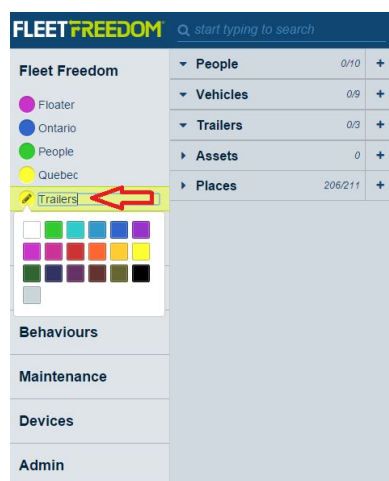 FLEETFREEDOM
start typing to search
Fleet Freedom
Floater
Ontario
People
Quebec
Trailers
Behaviours
Maintenance
Devices
Admin
People 0/10 +
Vehicles 0/9 +
Trailers 0/3 +
Assets 0 +
Places 206/211 +